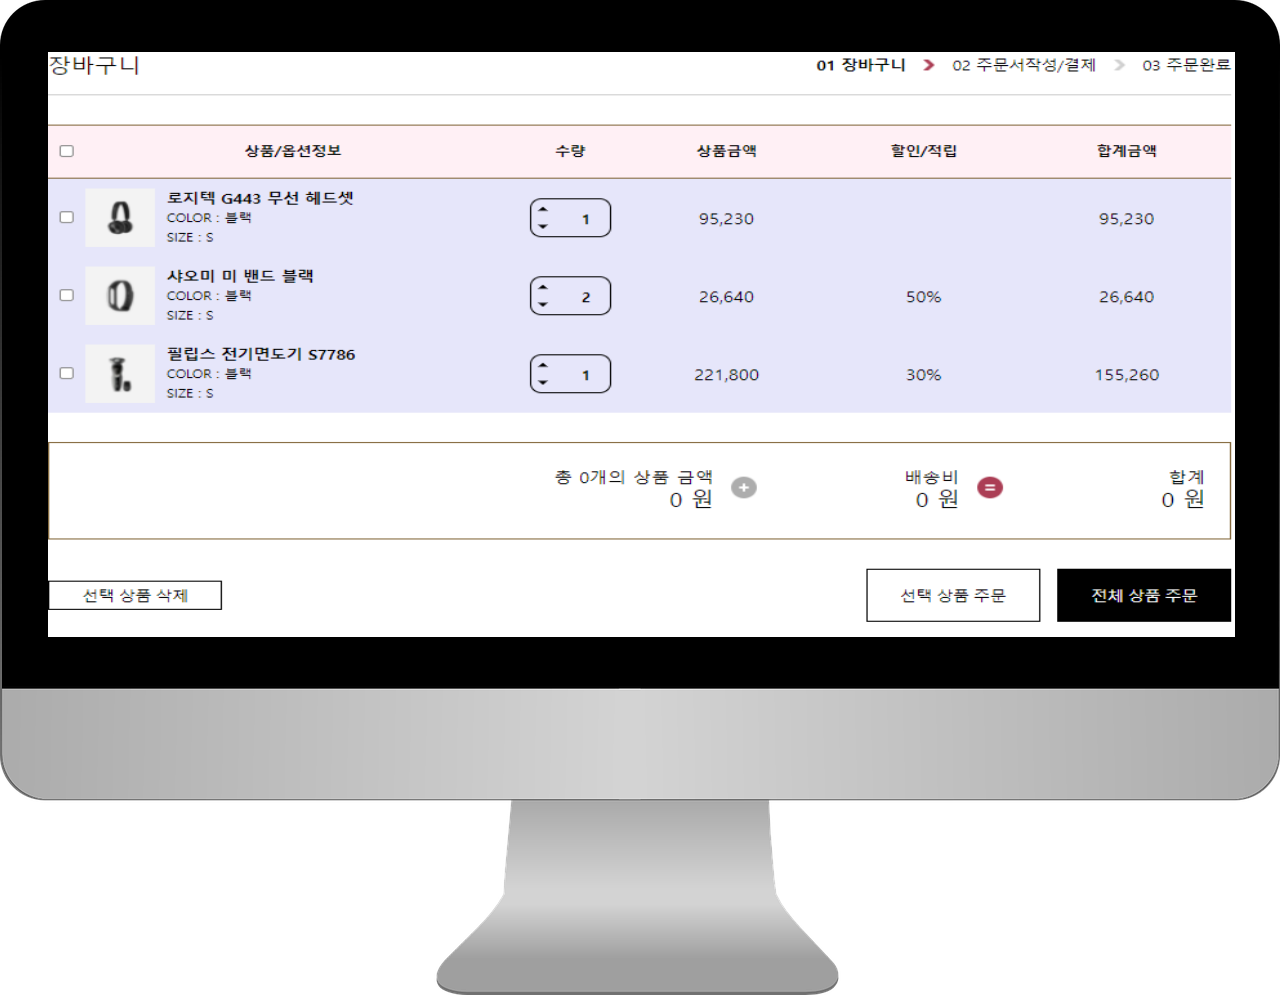 장바구니
01 장바구니 02 주문서작성/결제 03 주문완료
상품/옵션정보 수량 상품금액 할인/적립 합계금액
로지텍 G443 무선 헤드셋
COLOR : 블랙
SIZE : S
1 95,230 95,230
샤오미 미 밴드 블랙
COLOR : 블랙
SIZE : S
2 26,640 50% 26,640
필립스 전기면도기 S7786
COLOR : 블랙
SIZE : S
1 221,800 30% 155,260
총 0개의 상품 금액 배송비 합계
0 원 + 0 원 = 0 원
선택 상품 삭제 선택 상품 주문 전체 상품 주문